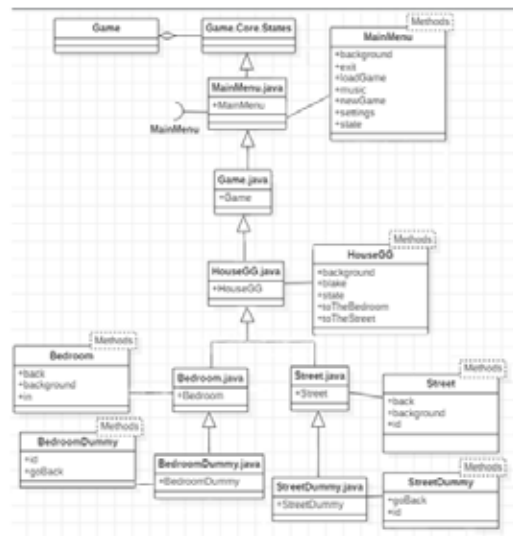 Game
Game.Core.States
Methods
MainMenu
+background
+exit
+loadGame
+music
+newGame
+settings
+state
MainMenu.java
+MainMenu
MainMenu
Game.java
+Game
Methods
HouseGG
+background
+blake
+state
+toTheBedroom
+toTheStreet
HouseGG.java
+HouseGG
Methods
Bedroom
+back
+background
+in
Bedroom.java
+Bedroom
Street.java
+Street
Methods
Street
+back
+background
+id
Methods
BedroomDummy
+id
+goBack
BedroomDummy.java
+BedroomDummy
StreetDummy.java
+StreetDummy
Methods
StreetDummy
+goBack
+id